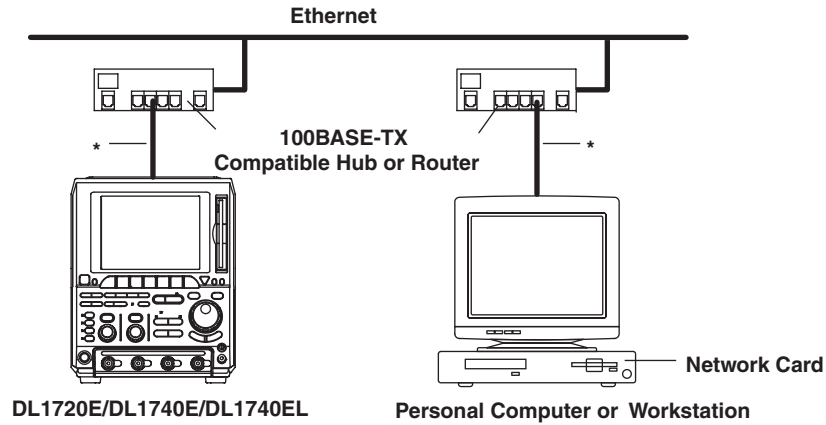 Ethernet
100BASE-TX
Compatible Hub or Router
*
*
Network Card
DL1720E/DL1740E/DL1740EL
Personal Computer or Workstation